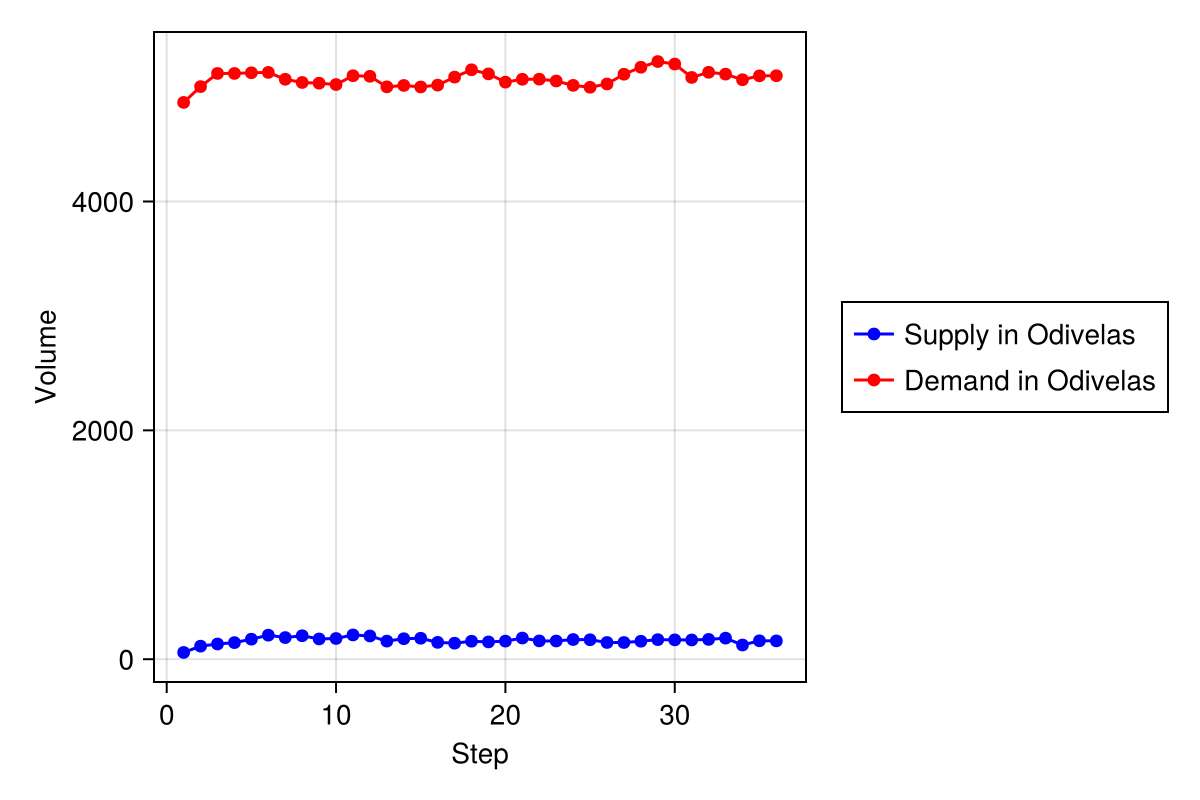 4000
2000
0
0 10 20 30
Volume
Step
Supply in Odivelas
Demand in Odivelas